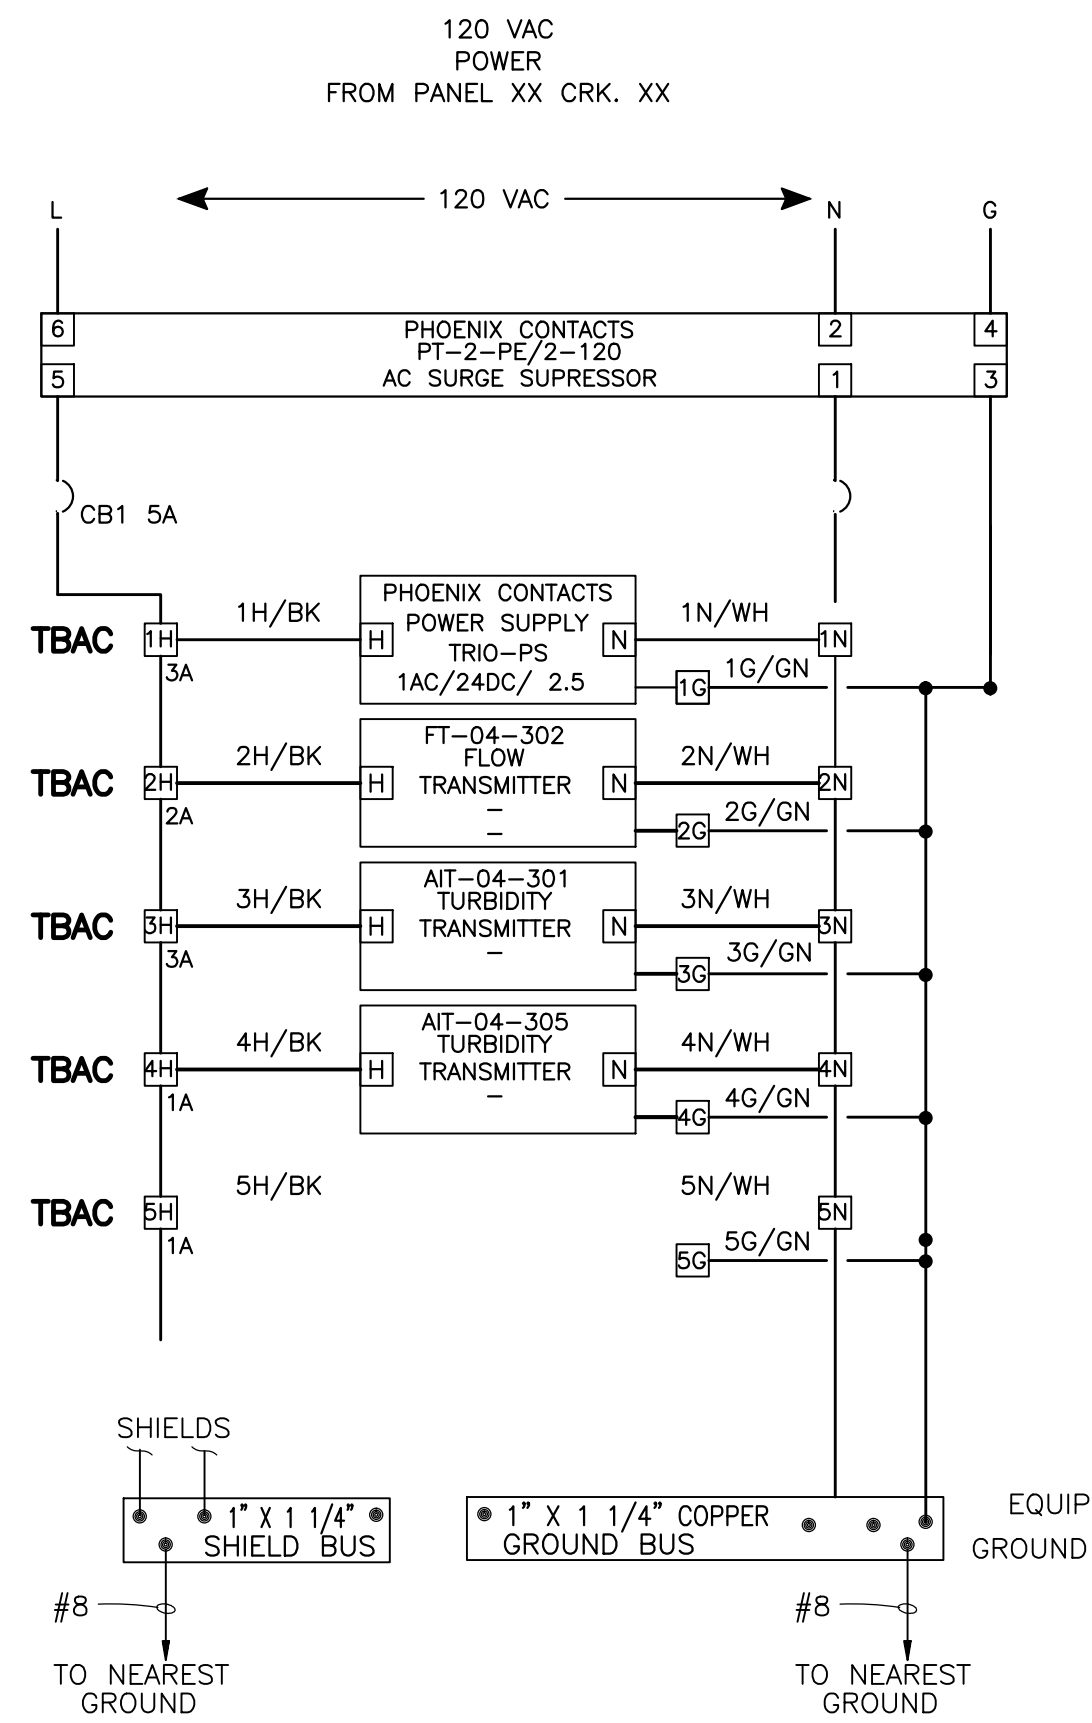 120 VAC
POWER
FROM PANEL XX CRK. XX
120 VAC
L
N
G
6
PHOENIX CONTACTS
2
4
PT-2-PE/2-120
5
AC SURGE SUPRESSOR
1
3
CB1 5A
PHOENIX CONTACTS
1H/BK
POWER SUPPLY
1N/WH
TBAC
1H
H
N
1N
TRIO-PS
3A
1AC/24DC/ 2.5
1G
1G/GN
FT-04-302
2H/BK
FLOW
2N/WH
TBAC
2H
H
TRANSMITTER
N
2N
-
2A
-
2G
2G/GN
AIT-04-301
3H/BK
TURBIDITY
3N/WH
TBAC
3H
H
TRANSMITTER
N
3N
-
3A
3G
3G/GN
AIT-04-305
4H/BK
TURBIDITY
4N/WH
TBAC
4H
H
TRANSMITTER
N
4N
-
1A
4G
4G/GN
5H/BK
5N/WH
TBAC
5H
5N
1A
5G
5G/GN
SHIELDS
1" X 1 1/4"
SHIELD BUS
1" X 1 1/4" COPPER
GROUND BUS
EQUIP
GROUND
#8
#8
TO NEAREST
GROUND
TO NEAREST
GROUND